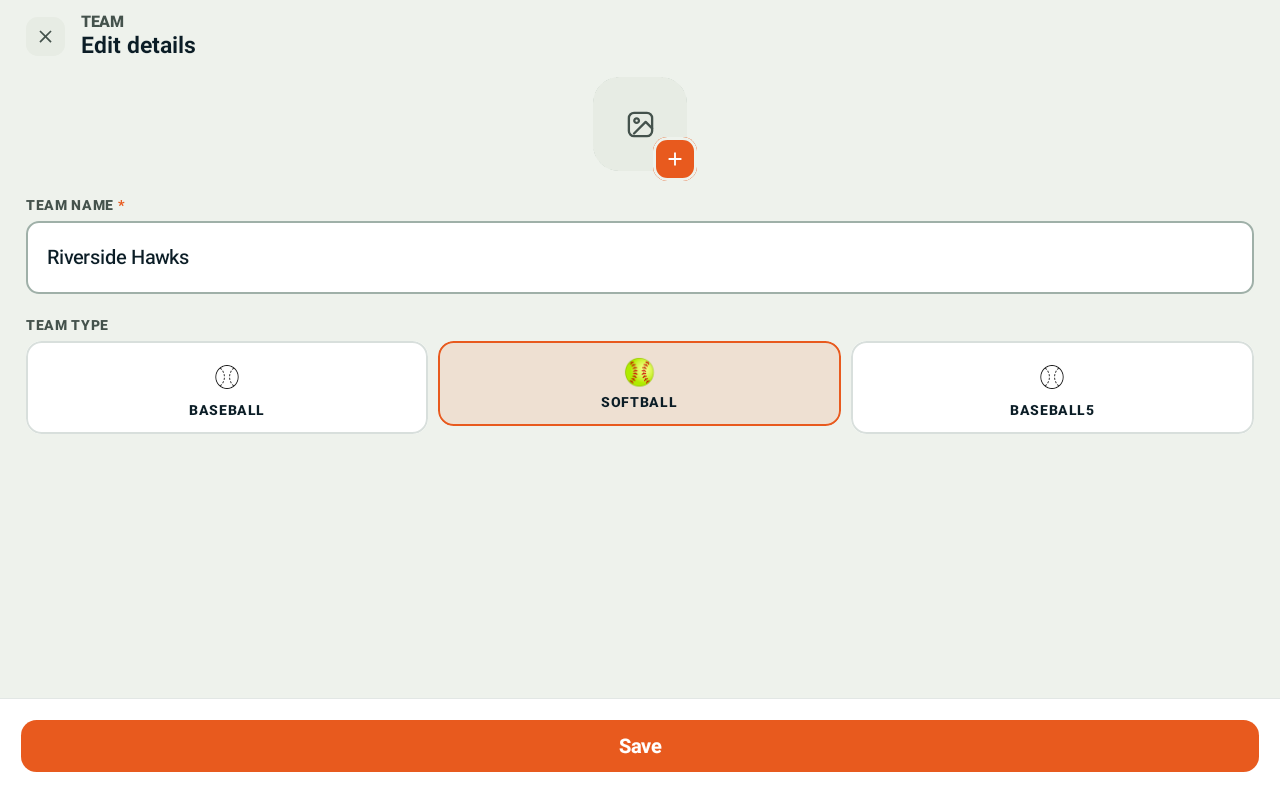 TEAM
Edit details
TEAM NAME *
Riverside Hawks
TEAM TYPE
BASEBALL
SOFTBALL
BASEBALL5
Save